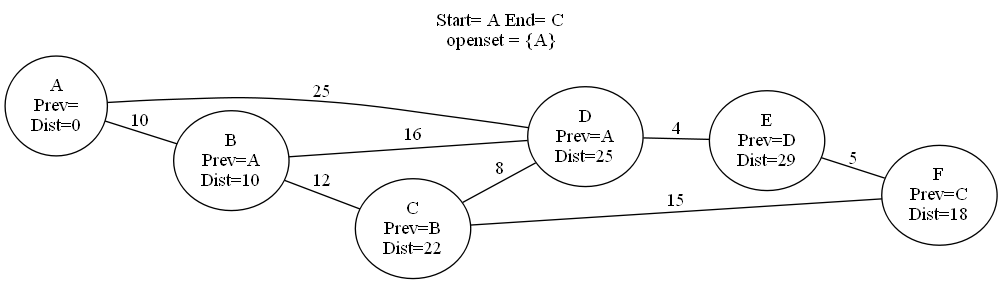 Start= A End= C
openset = {A}
A
Prev=
Dist=0
25
10
B
Prev=A
Dist=10
16
12
C
Prev=B
Dist=22
8
D
Prev=A
Dist=25
4
E
Prev=D
Dist=29
5
15
F
Prev=C
Dist=18